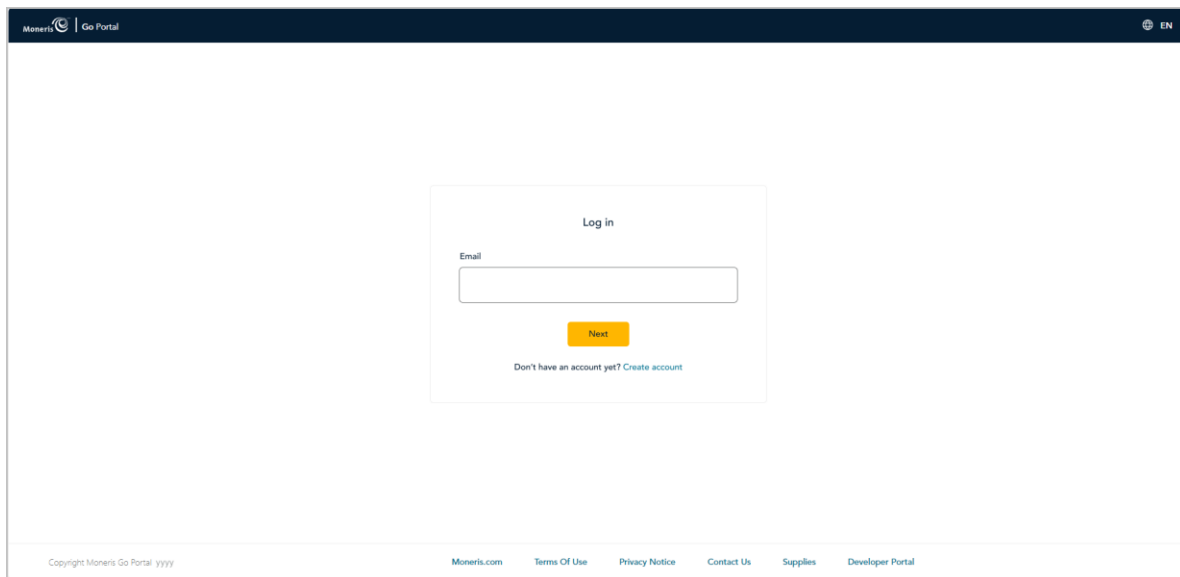 Moneris Go Portal EN
Log in
Email
Next
Don't have an account yet? Create account
Copyright Moneris Go Portal yyyy Moneris.com Terms Of Use Privacy Notice Contact Us Supplies Developer Portal